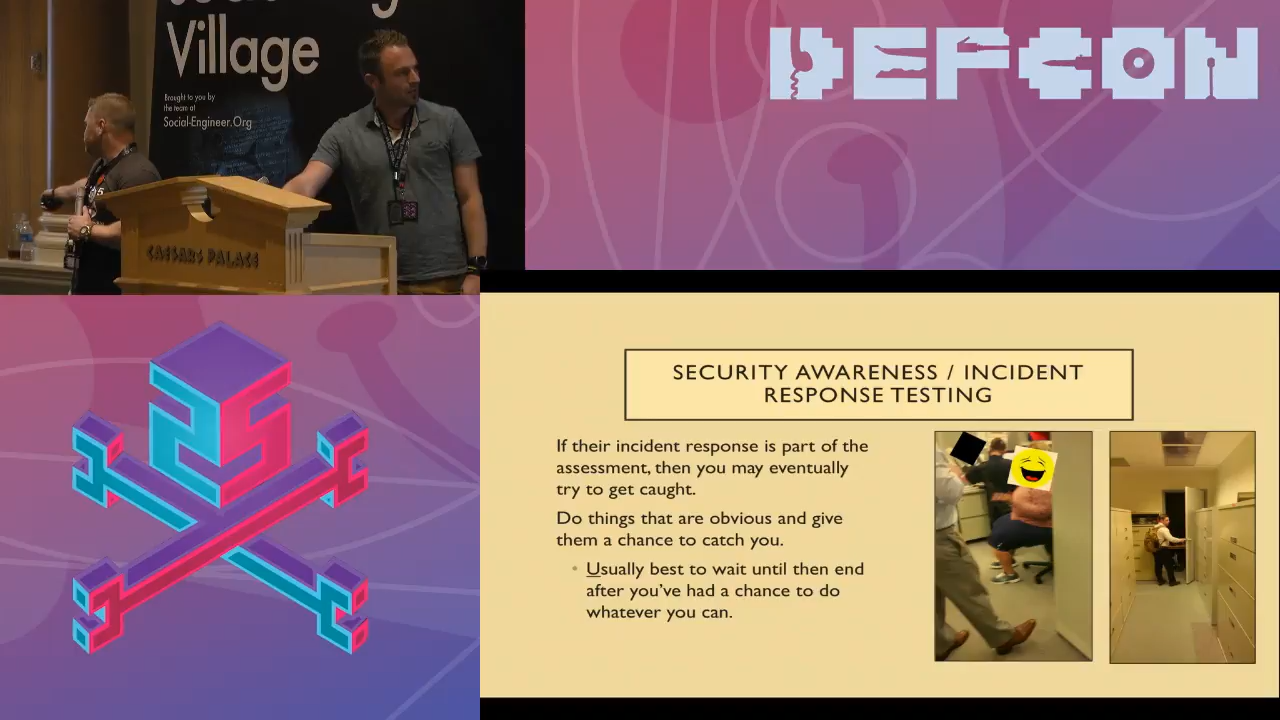 Village
Brought to you by
the team at
Social-Engineer.Org
CAESARS PALACE
DEFCON
SECURITY AWARENESS / INCIDENT
RESPONSE TESTING
If their incident response is part of the
assessment, then you may eventually
try to get caught.
Do things that are obvious and give
them a chance to catch you.
Usually best to wait until then end
after you've had a chance to do
whatever you can.